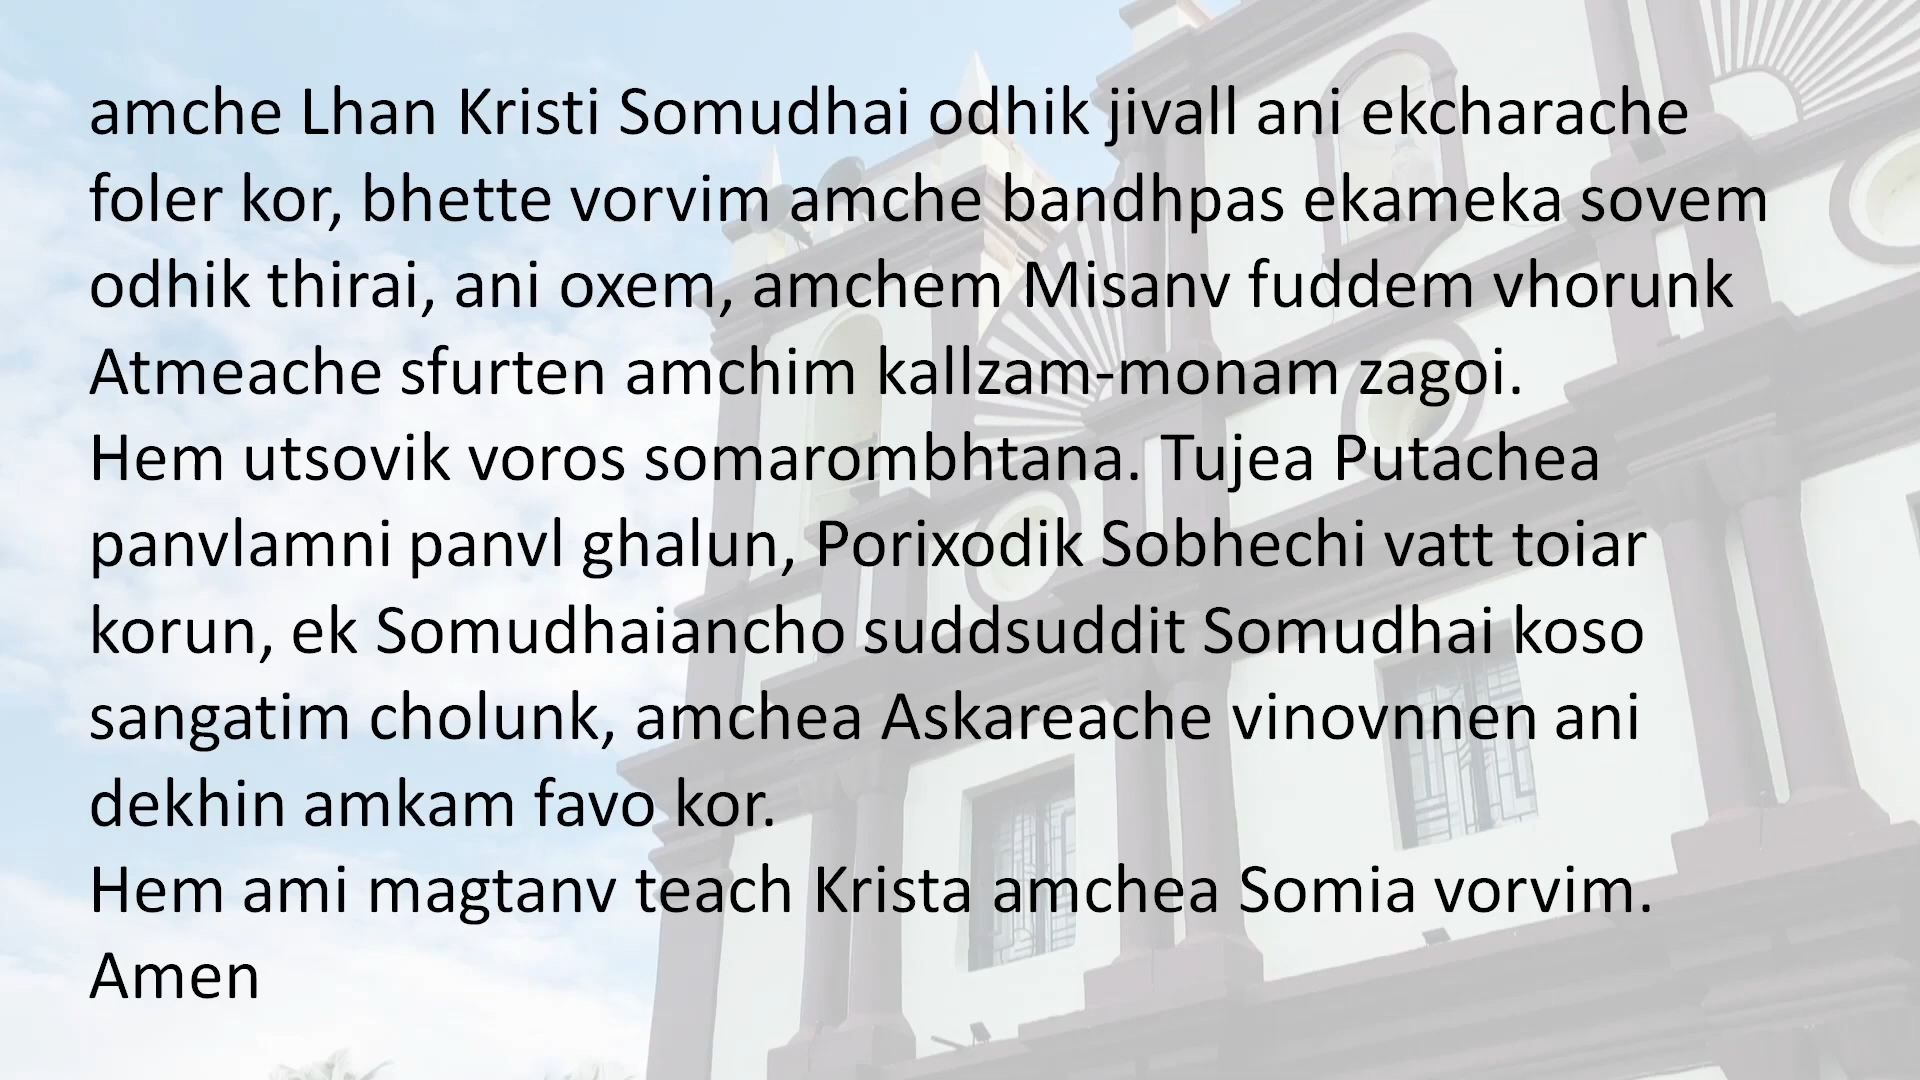 amche Lhan Kristi Somudhai odhik jivall ani ekcharache
foler kor, bhette vorvim amche bandhpas ekameka sovem
odhik thirai, ani oxem, amchem Misanv fuddem vhorunk
Atmeache sfurten amchim kallzam-monam zagoi.
Hem utsovik voros somarombhtana. Tujea Putachea
panvlamni panvl ghalun, Porixodik Sobhechi vatt toiar
korun, ek Somudhaiancho suddsuddit Somudhai koso
sangatim cholunk, amchea Askareache vinovnnen ani
dekhin amkam favo kor.
Hem ami magtanv teach Krista amchea Somia vorvim.
Amen